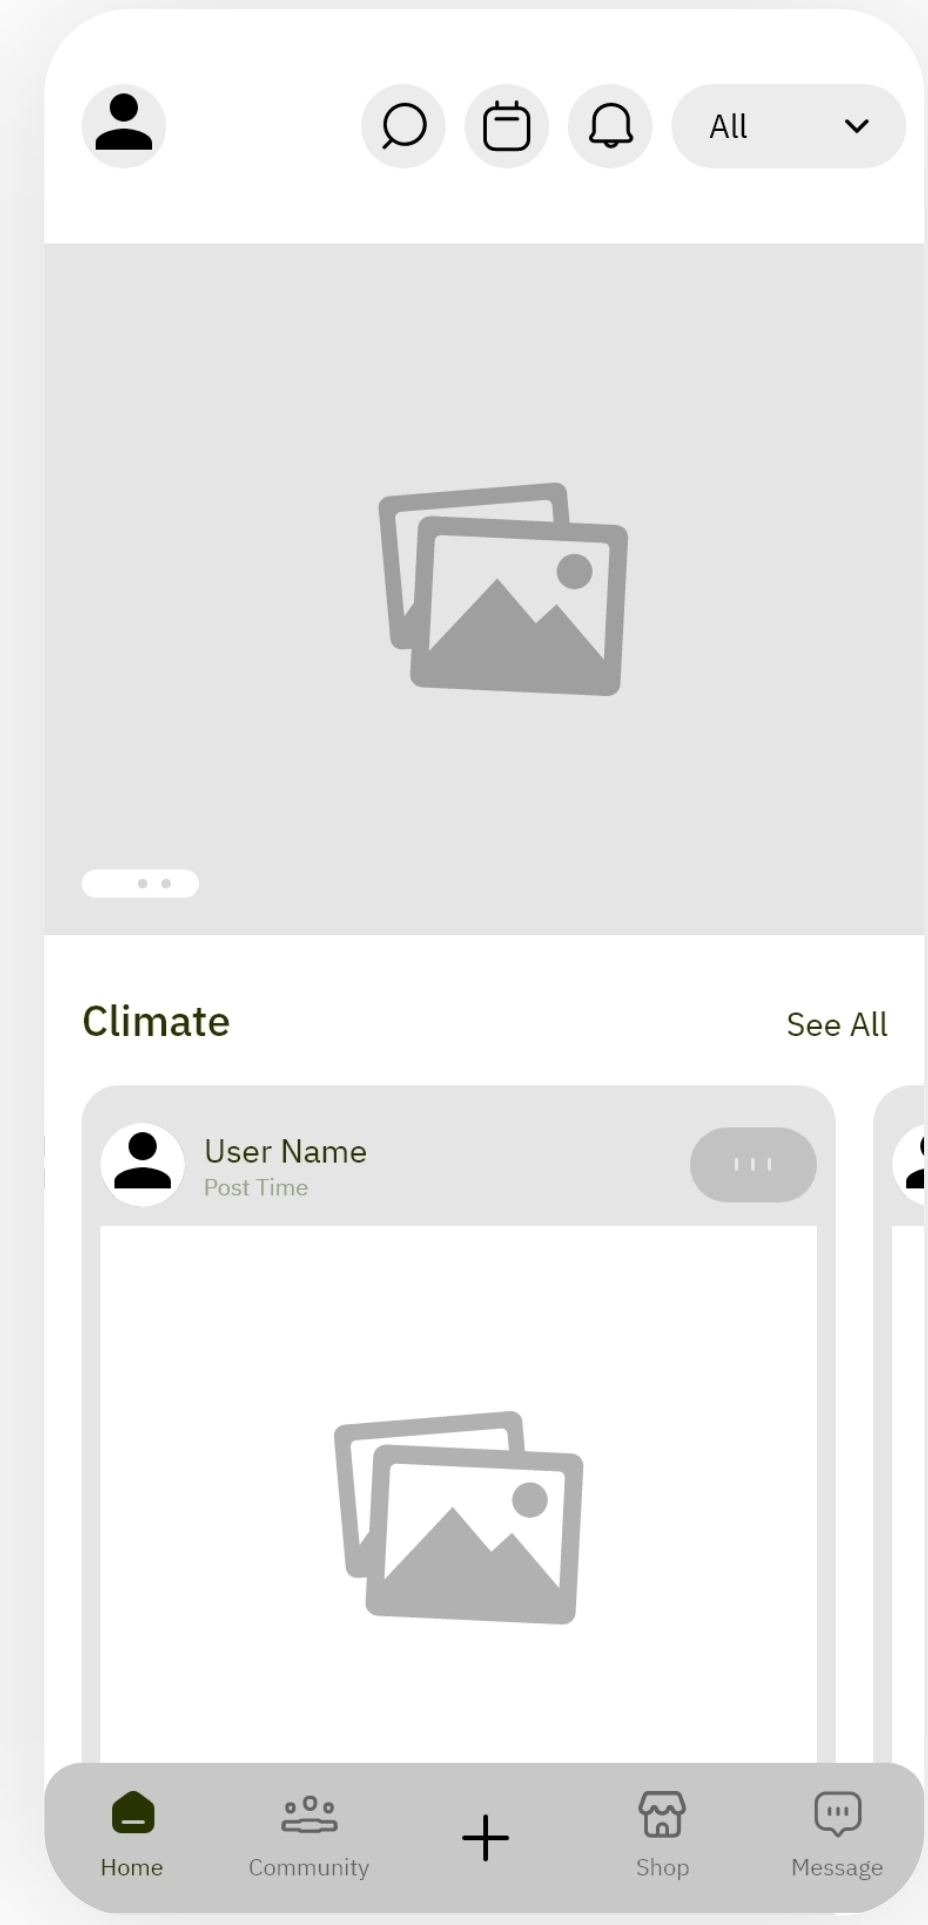 All
Climate
See All
User Name
Post Time
Home
Community
Shop
Message